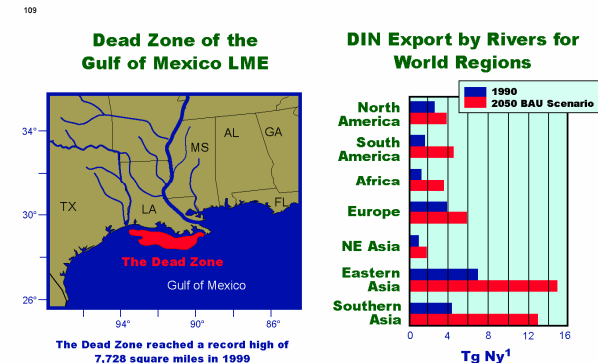 109
Dead Zone of the
Gulf of Mexico LME
34°
30°
26°
94°
90°
86°
TX
LA
MS
AL
GA
FL
The Dead Zone
Gulf of Mexico
The Dead Zone reached a record high of
7,728 square miles in 1999
DIN Export by Rivers for
World Regions
1990
2050 BAU Scenario
North
America
South
America
Africa
Europe
NE Asia
Eastern
Asia
Southern
Asia
0
4
8
12
16
Tg Ny¹